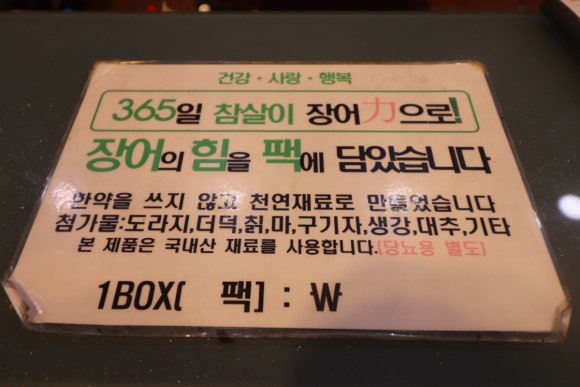 건강·사랑·행복
365일 참살이 장어力으로!
장어의 힘을 팩에 담았습니다
한약을 쓰지 않고 천연재료로 만들었습니다
첨가물:도라지,더덕,칡,마,구기자,생강,대추,기타
본 제품은 국내산 재료를 사용합니다.[당뇨용 별도]
1BOX[ 팩] : ₩